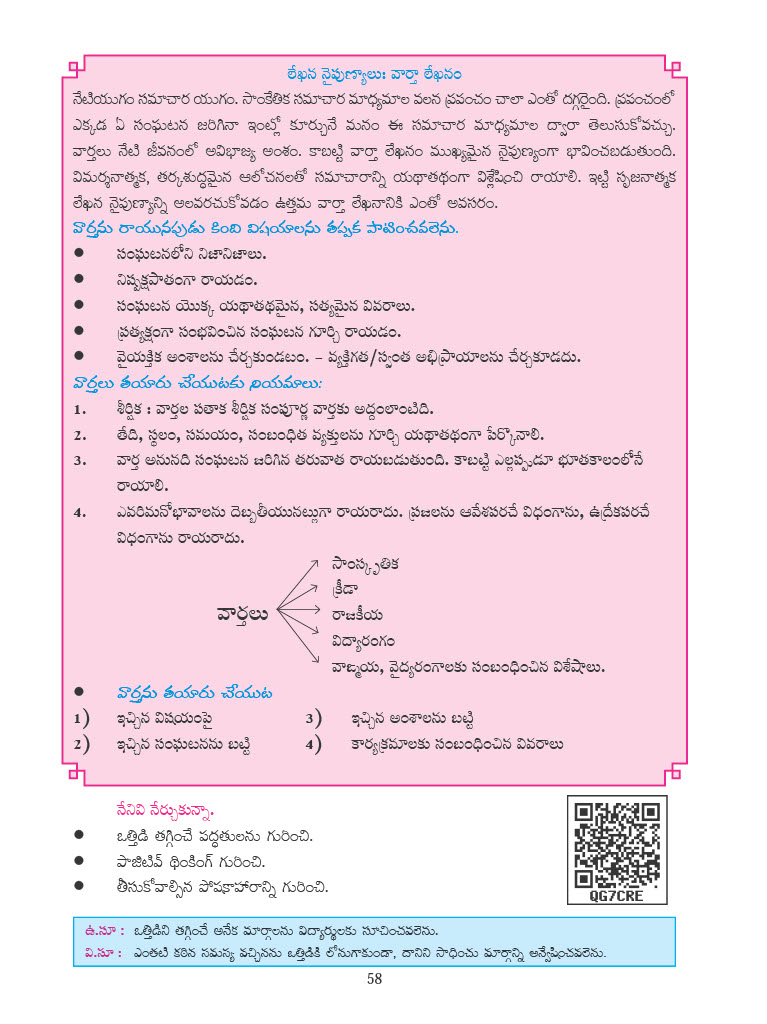 లేఖన నైపుణ్యాలు: వార్తా లేఖనం
నేటియుగం సమాచార యుగం. సాంకేతిక సమాచార మాధ్యమాల వలన ప్రపంచం చాలా ఎంతో దగ్గరైంది. ప్రపంచంలో
ఎక్కడ ఏ సంఘటన జరిగినా ఇంట్లో కూర్చునే మనం ఈ సమాచార మాధ్యమాల ద్వారా తెలుసుకోవచ్చు.
వార్తలు నేటి జీవనంలో అవిభాజ్య అంశం. కాబట్టి వార్తా లేఖనం ముఖ్యమైన నైపుణ్యంగా భావించబడుతుంది.
విమర్శనాత్మక, తర్కశుద్ధమైన ఆలోచనలతో సమాచారాన్ని యథాతథంగా విశ్లేషించి రాయాలి. ఇట్టి సృజనాత్మక
లేఖన నైపుణ్యాన్ని అలవరచుకోవడం ఉత్తమ వార్తా లేఖనానికి ఎంతో అవసరం.
వార్తను రాయునపుడు కింది విషయాలను తప్పక పాటించవలెను.
● సంఘటనలోని నిజానిజాలు.
● నిష్పక్షపాతంగా రాయడం.
● సంఘటన యొక్క యథాతథమైన, సత్యమైన వివరాలు.
● ప్రత్యక్షంగా సంభవించిన సంఘటన గూర్చి రాయడం.
● వైయక్తిక అంశాలను చేర్చకుండటం. – వ్యక్తిగత/స్వంత అభిప్రాయాలను చేర్చకూడదు.
వార్తలు తయారు చేయుటకు నియమాలు:
1. శీర్షిక : వార్తల పతాక శీర్షిక సంపూర్ణ వార్తకు అద్దంలాంటిది.
2. తేది, స్థలం, సమయం, సంబంధిత వ్యక్తులను గూర్చి యథాతథంగా పేర్కొనాలి.
3. వార్త అనునది సంఘటన జరిగిన తరువాత రాయబడుతుంది. కాబట్టి ఎల్లప్పుడూ భూతకాలంలోనే
రాయాలి.
4. ఎవరిమనోభావాలను దెబ్బతీయునట్లుగా రాయరాదు. ప్రజలను ఆవేశపరచే విధంగాను, ఉద్రేకపరచే
విధంగాను రాయరాదు.
సాంస్కృతిక
క్రీడా
వార్తలు రాజకీయ
విద్యారంగం
వాఙ్మయ, వైద్యరంగాలకు సంబంధించిన విశేషాలు.
● వార్తను తయారు చేయుట
1) ఇచ్చిన విషయంపై 3) ఇచ్చిన అంశాలను బట్టి
2) ఇచ్చిన సంఘటనను బట్టి 4) కార్యక్రమాలకు సంబంధించిన వివరాలు
నేనివి నేర్చుకున్నా.
● ఒత్తిడి తగ్గించే పద్ధతులను గురించి.
● పాజిటివ్ థింకింగ్ గురించి.
● తీసుకోవాల్సిన పోషకాహారాన్ని గురించి.
QG7CRE
ఉ.సూ : ఒత్తిడిని తగ్గించే అనేక మార్గాలను విద్యార్థులకు సూచించవలెను.
వి.సూ : ఎంతటి కఠిన సమస్య వచ్చినను ఒత్తిడికి లోనుగాకుండా, దానిని సాధించు మార్గాన్ని అన్వేషించవలెను.
58